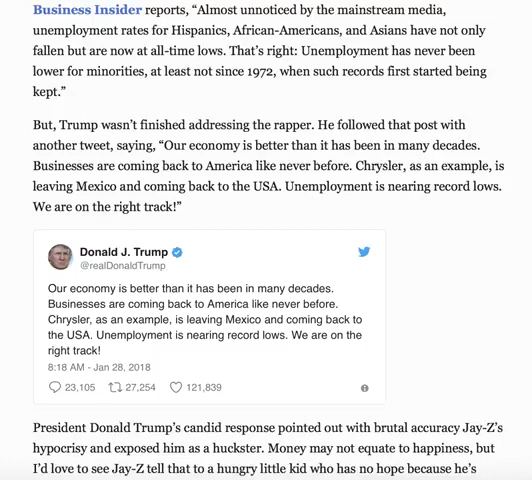 Business Insider reports, “Almost unnoticed by the mainstream media,
unemployment rates for Hispanics, African-Americans, and Asians have not only
fallen but are now at all-time lows. That’s right: Unemployment has never been
lower for minorities, at least not since 1972, when such records first started being
kept.”
But, Trump wasn’t finished addressing the rapper. He followed that post with
another tweet, saying, “Our economy is better than it has been in many decades.
Businesses are coming back to America like never before. Chrysler, as an example, is
leaving Mexico and coming back to the USA. Unemployment is nearing record lows.
We are on the right track!”
Donald J. Trump
@realDonaldTrump
Our economy is better than it has been in many decades.
Businesses are coming back to America like never before.
Chrysler, as an example, is leaving Mexico and coming back to
the USA. Unemployment is nearing record lows. We are on the
right track!
8:18 AM - Jan 28, 2018
23,105 27,254 121,839
President Donald Trump’s candid response pointed out with brutal accuracy Jay-Z’s
hypocrisy and exposed him as a huckster. Money may not equate to happiness, but
I’d love to see Jay-Z tell that to a hungry little kid who has no hope because he’s